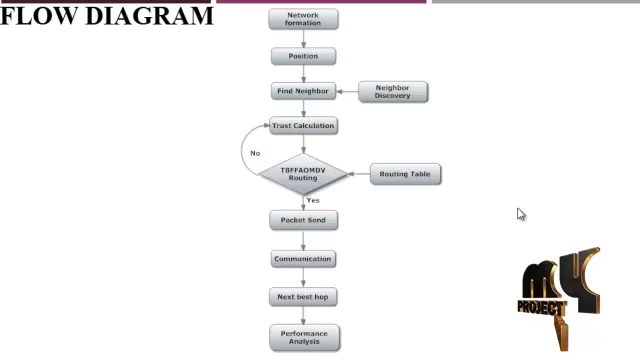 FLOW DIAGRAM
Network
formation
Position
Find Neighbor
Neighbor
Discovery
Trust Calculation
No
TBFFAOMDV
Routing
Routing Table
Yes
Packet Send
Communication
Next best hop
Performance
Analysis
MY
PROJECT